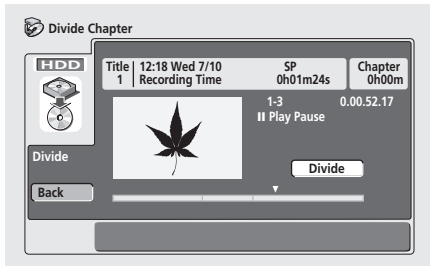 Divide Chapter
HDD
Title 12:18 Wed 7/10 SP Chapter
1 Recording Time 0h01m24s 0h00m
1-3 0.00.52.17
Play Pause
Divide
Divide
Back